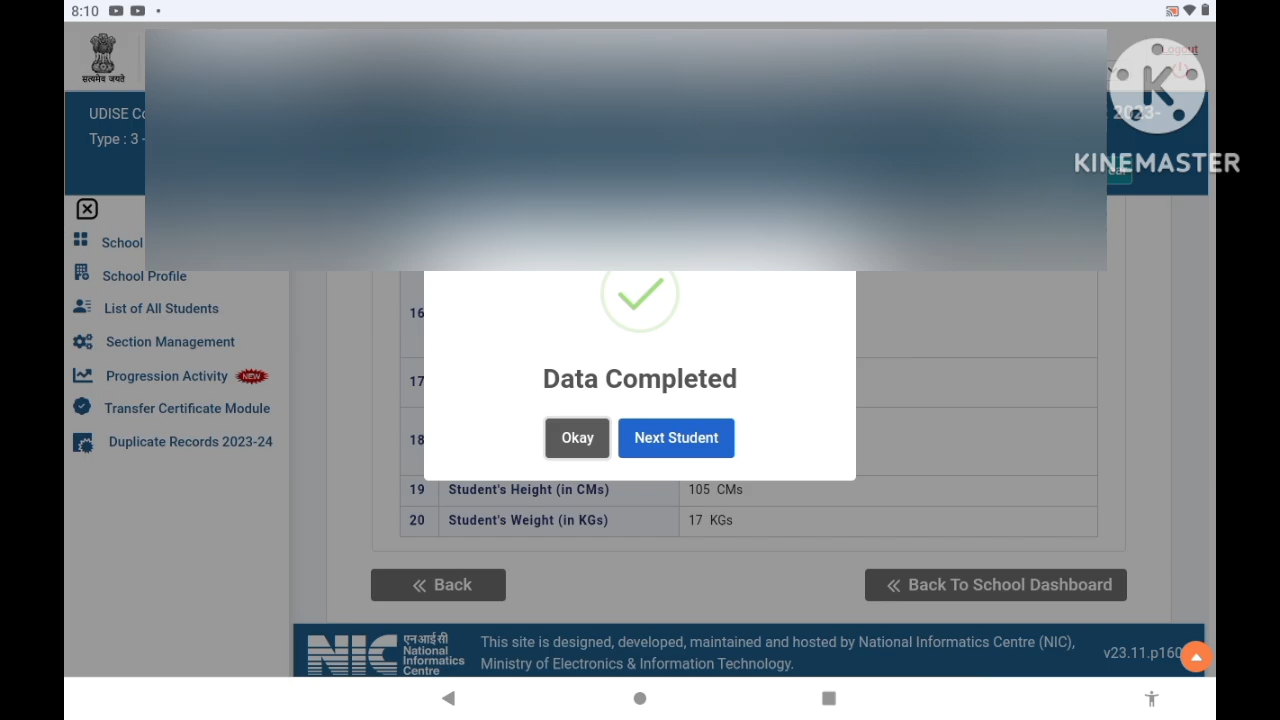 8:10
सत्यमेव जयते
Logout
UDISE Co
2023-
Type : 3 -
KINEMASTER
School
School Profile
List of All Students
Section Management
Progression Activity NEW
Transfer Certificate Module
Duplicate Records 2023-24
16
17
18
Data Completed
Okay
Next Student
19 Student's Height (in CMs) 105 CMs
20 Student's Weight (in KGs) 17 KGs
Back
Back To School Dashboard
NIC एनआईसी National Informatics Centre
This site is designed, developed, maintained and hosted by National Informatics Centre (NIC),
Ministry of Electronics & Information Technology.
v23.11.p160